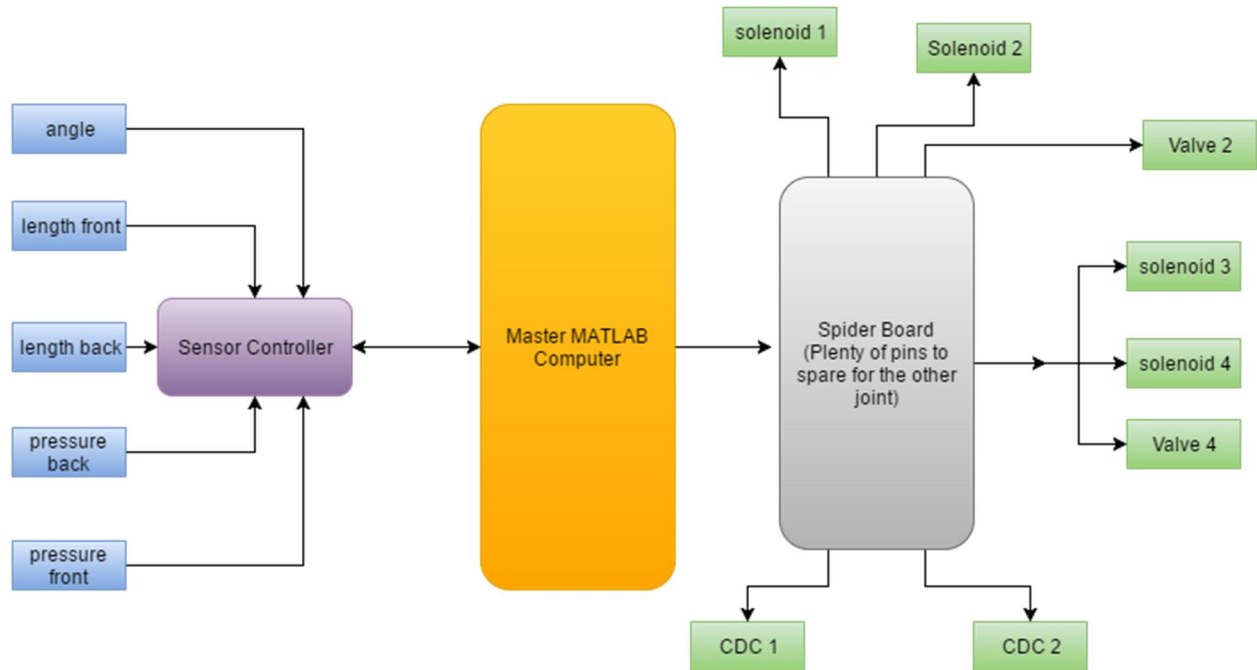 solenoid 1
Solenoid 2
angle
Valve 2
length front
solenoid 3
length back
Sensor Controller
Master MATLAB
Computer
Spider Board
(Plenty of pins to
spare for the other
joint)
solenoid 4
pressure
back
Valve 4
pressure
front
CDC 1
CDC 2